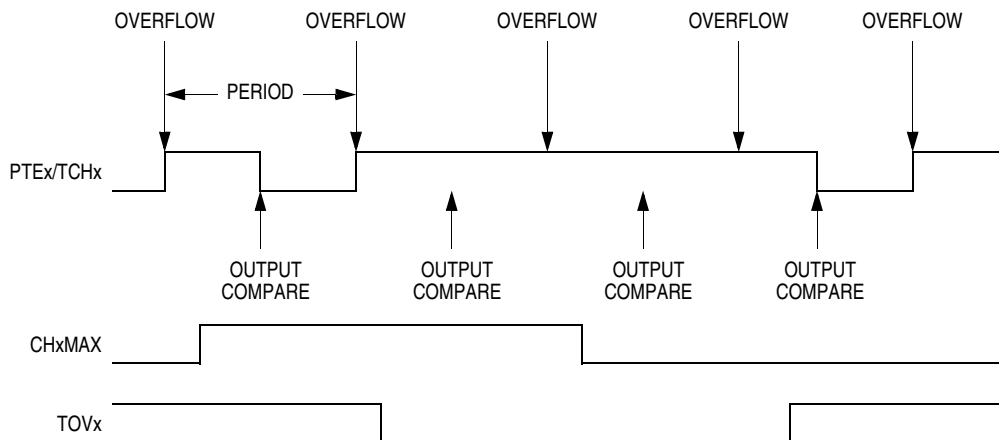 OVERFLOW OVERFLOW OVERFLOW OVERFLOW OVERFLOW
PERIOD
PTEx/TCHx
OUTPUT OUTPUT OUTPUT OUTPUT
COMPARE COMPARE COMPARE COMPARE
CHxMAX
TOVx